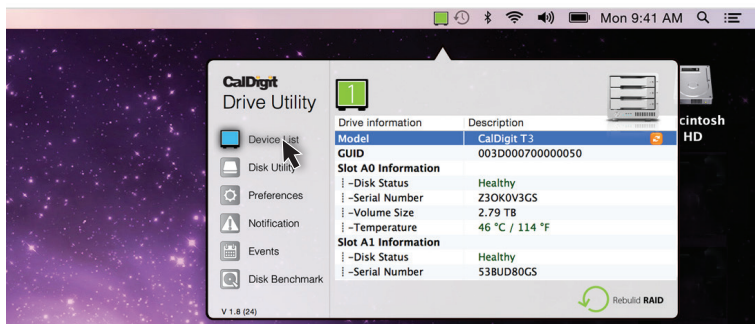 Mon 9:41 AM
CalDigit
Drive Utility
Device List
Disk Utility
Preferences
Notification
Events
Disk Benchmark
V 1.8 (24)
1
Drive information Description
Model CalDigit T3
GUID 003D000700000050
Slot A0 Information
-Disk Status Healthy
-Serial Number Z3OK0V3GS
-Volume Size 2.79 TB
-Temperature 46 °C / 114 °F
Slot A1 Information
-Disk Status Healthy
-Serial Number 53BUD80GS
Rebulid RAID
cintosh
HD